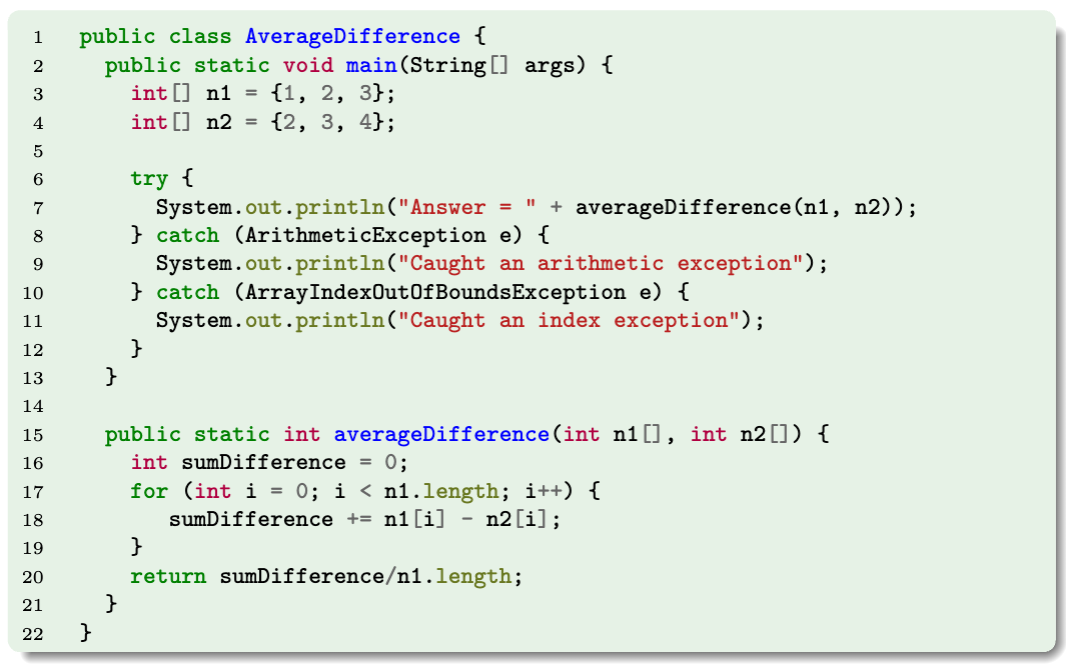 1 public class AverageDifference {
2 public static void main(String[] args) {
3 int[] n1 = {1, 2, 3};
4 int[] n2 = {2, 3, 4};
5
6 try {
7 System.out.println("Answer = " + averageDifference(n1, n2));
8 } catch (ArithmeticException e) {
9 System.out.println("Caught an arithmetic exception");
10 } catch (ArrayIndexOutOfBoundsException e) {
11 System.out.println("Caught an index exception");
12 }
13 }
14
15 public static int averageDifference(int n1[], int n2[]) {
16 int sumDifference = 0;
17 for (int i = 0; i < n1.length; i++) {
18 sumDifference += n1[i] - n2[i];
19 }
20 return sumDifference/n1.length;
21 }
22 }